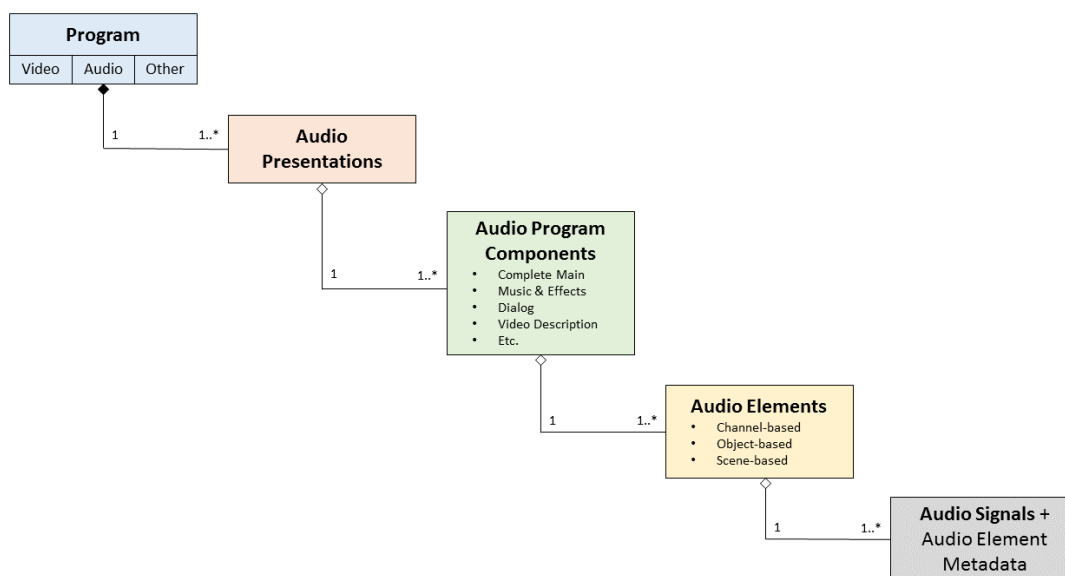 Program
Video Audio Other
1 1..*
Audio
Presentations
1 1..*
Audio Program
Components
• Complete Main
• Music & Effects
• Dialog
• Video Description
• Etc.
1 1..*
Audio Elements
• Channel-based
• Object-based
• Scene-based
1 1..*
Audio Signals +
Audio Element
Metadata